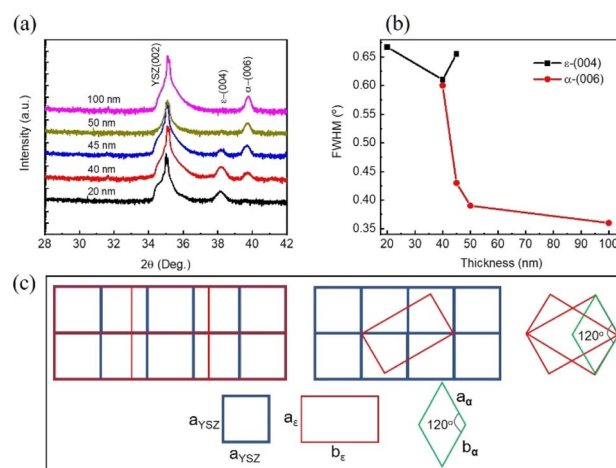 (a)
Intensity (a.u.)
YSZ(002)
ε-(004)
α-(006)
100 nm
50 nm
45 nm
40 nm
20 nm
28 30 32 34 36 38 40 42
2θ (Deg.)
(b)
FWHM (º)
0.65
0.60
0.55
0.50
0.45
0.40
0.35
ε-(004)
α-(006)
20 30 40 50 60 70 80 90 100
Thickness (nm)
(c)
120º
120º
aYSZ
aYSZ
aε
bε
120º
aα
bα